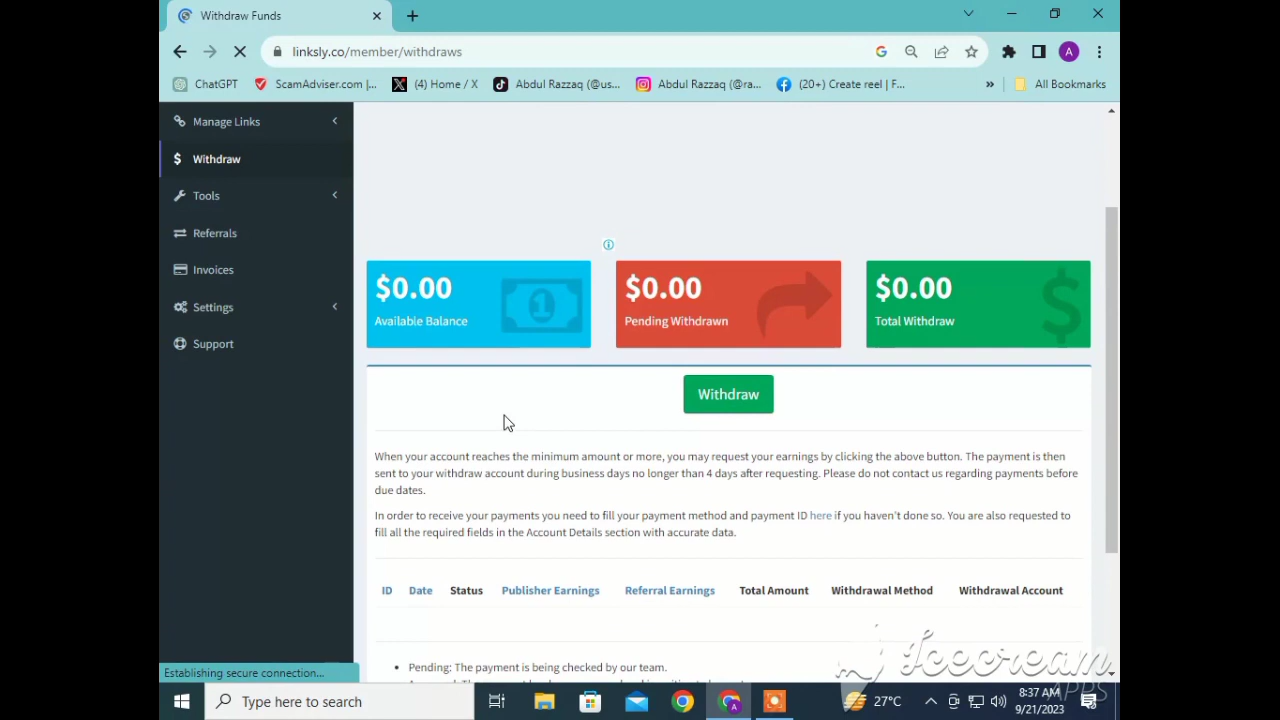 Withdraw Funds
linksly.co/member/withdraws
ChatGPT
ScamAdviser.com |...
(4) Home / X
Abdul Razzaq (@us...
Abdul Razzaq (@ra...
(20+) Create reel | F...
»
All Bookmarks
A
Manage Links
Withdraw
Tools
Referrals
Invoices
Settings
Support
$0.00
Available Balance
$0.00
Pending Withdrawn
$0.00
Total Withdraw
Withdraw
When your account reaches the minimum amount or more, you may request your earnings by clicking the above button. The payment is then
sent to your withdraw account during business days no longer than 4 days after requesting. Please do not contact us regarding payments before
due dates.
In order to receive your payments you need to fill your payment method and payment ID here if you haven't done so. You are also requested to
fill all the required fields in the Account Details section with accurate data.
ID Date Status Publisher Earnings Referral Earnings Total Amount Withdrawal Method Withdrawal Account
Pending: The payment is being checked by our team.
Establishing secure connection...
Icecream
APPS
Type here to search
27°C
8:37 AM
9/21/2023